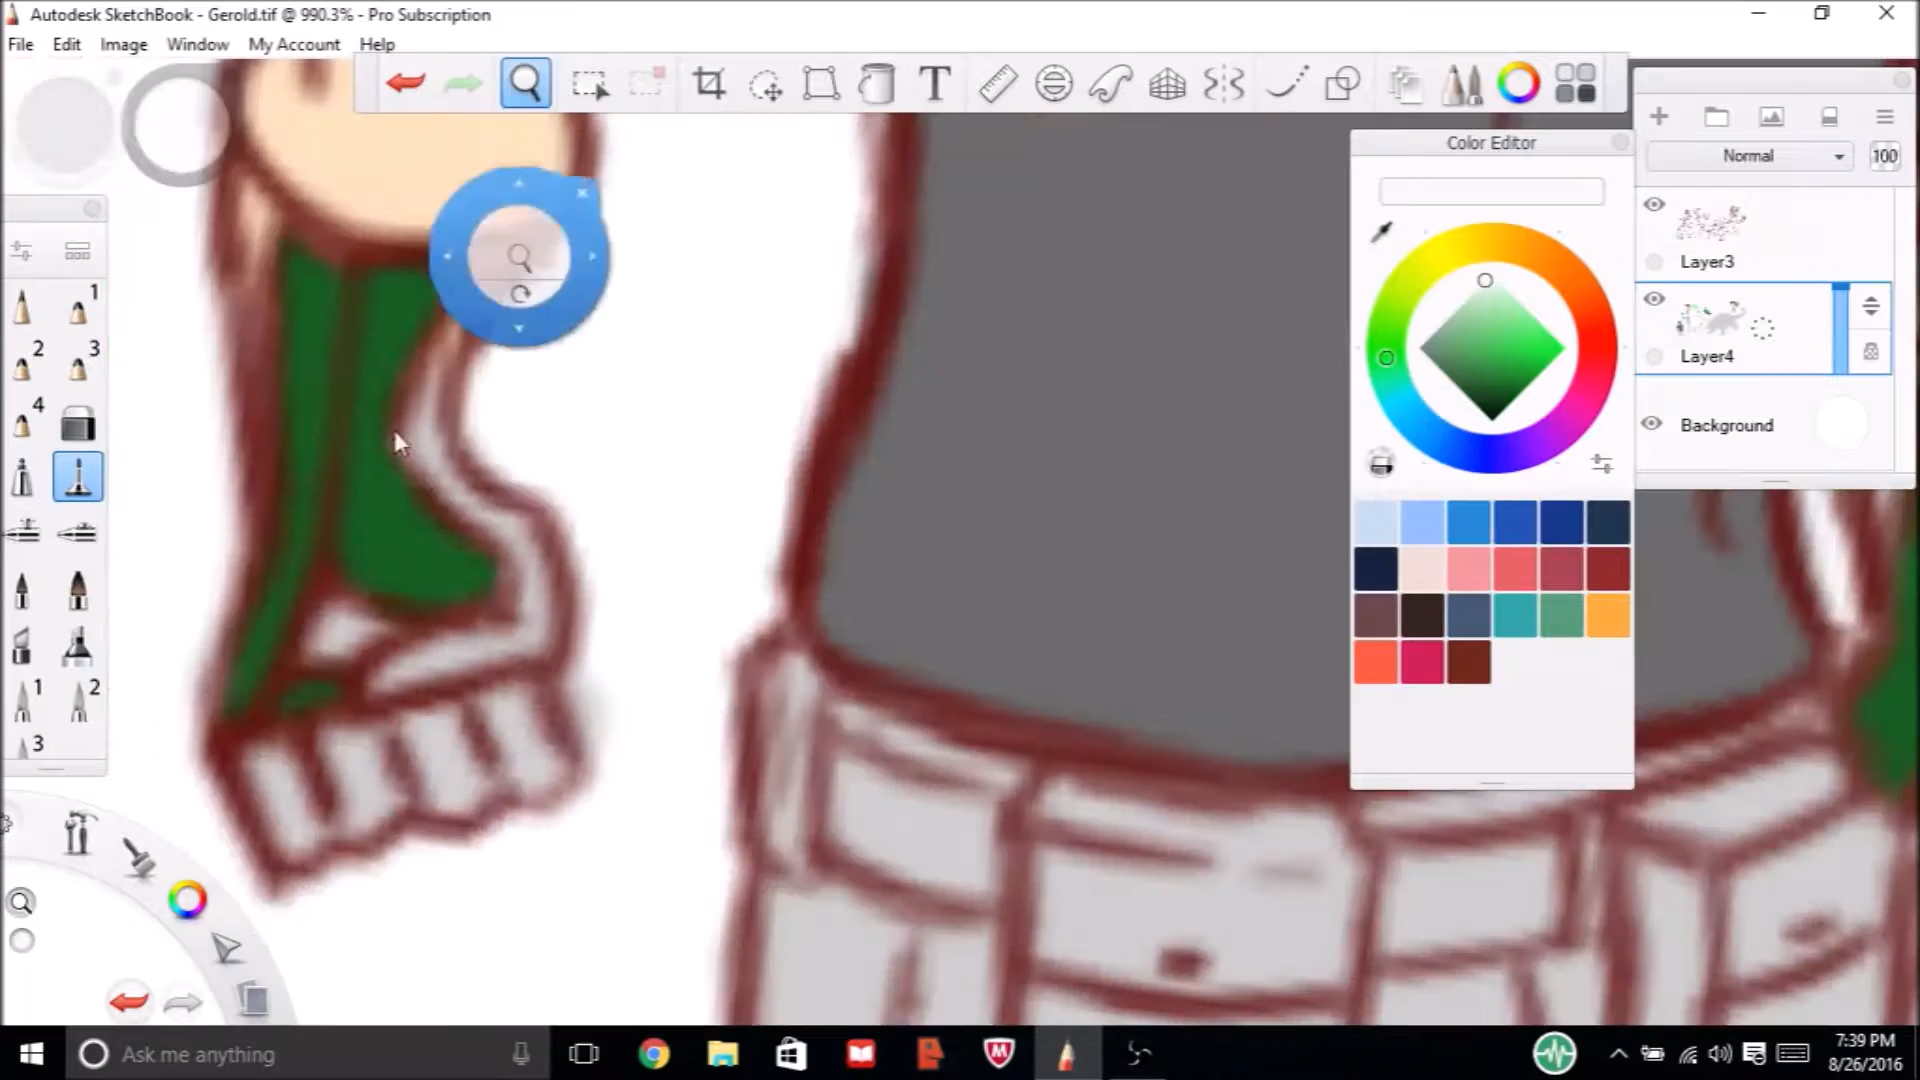 Autodesk SketchBook - Gerold.tif @ 990.3% - Pro Subscription
File Edit Image Window My Account Help
T
Color Editor
Normal 100
Layer3
Layer4
Background
1
2 3
4
1 2
3
Ask me anything
7:39 PM
8/26/2016